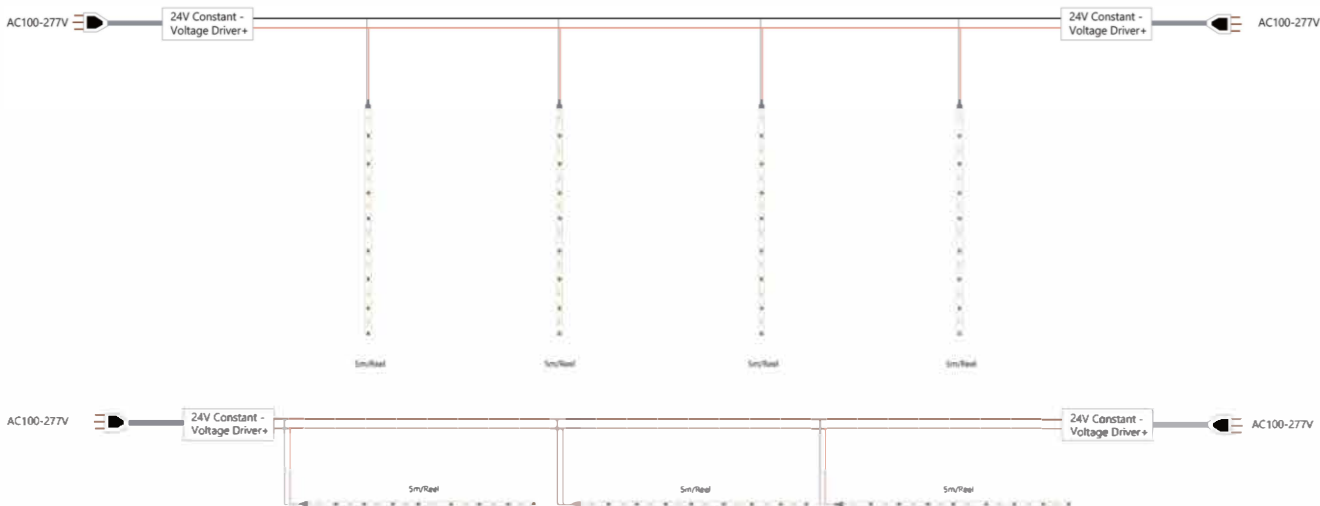 AC100-277V
24V Constant -
Voltage Driver+
24V Constant -
Voltage Driver+
AC100-277V
5m/Reel
5m/Reel
5m/Reel
5m/Reel
AC100-277V
24V Constant -
Voltage Driver+
24V Constant -
Voltage Driver+
AC100-277V
5m/Reel
5m/Reel
5m/Reel